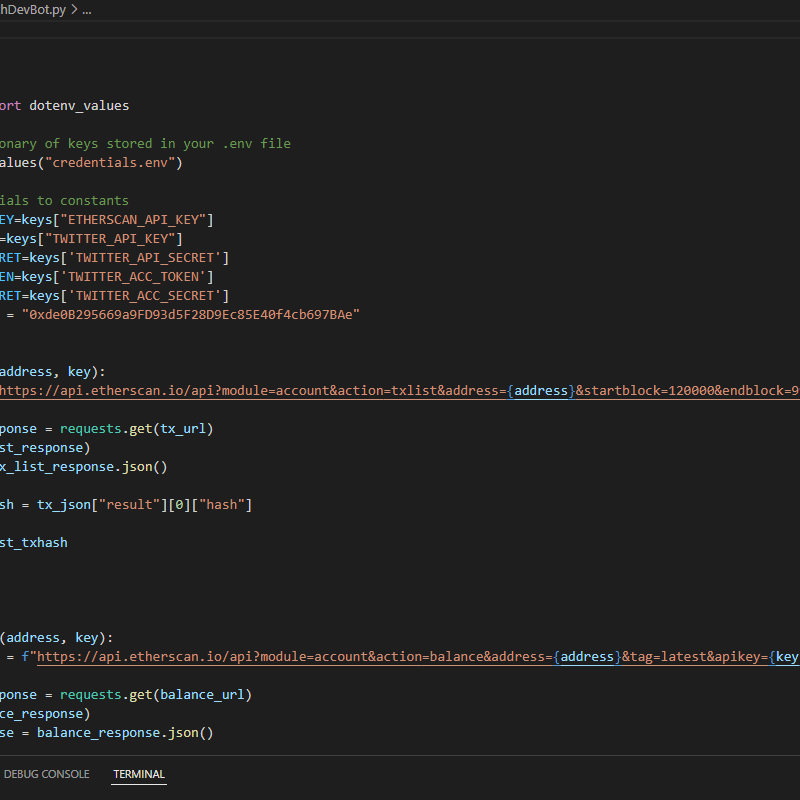 hDevBot.py > ...
ort dotenv_values
onary of keys stored in your .env file
alues("credentials.env")
ials to constants
EY=keys["ETHERSCAN_API_KEY"]
=keys["TWITTER_API_KEY"]
RET=keys['TWITTER_API_SECRET']
EN=keys['TWITTER_ACC_TOKEN']
RET=keys['TWITTER_ACC_SECRET']
= "0xde0B295669a9FD93d5F28D9Ec85E40f4cb697BAe"
address, key):
https://api.etherscan.io/api?module=account&action=txlist&address={address}&startblock=120000&endblock=9
ponse = requests.get(tx_url)
st_response)
x_list_response.json()
sh = tx_json["result"][0]["hash"]
st_txhash
(address, key):
= f"https://api.etherscan.io/api?module=account&action=balance&address={address}&tag=latest&apikey={key
ponse = requests.get(balance_url)
ce_response)
se = balance_response.json()
DEBUG CONSOLE TERMINAL